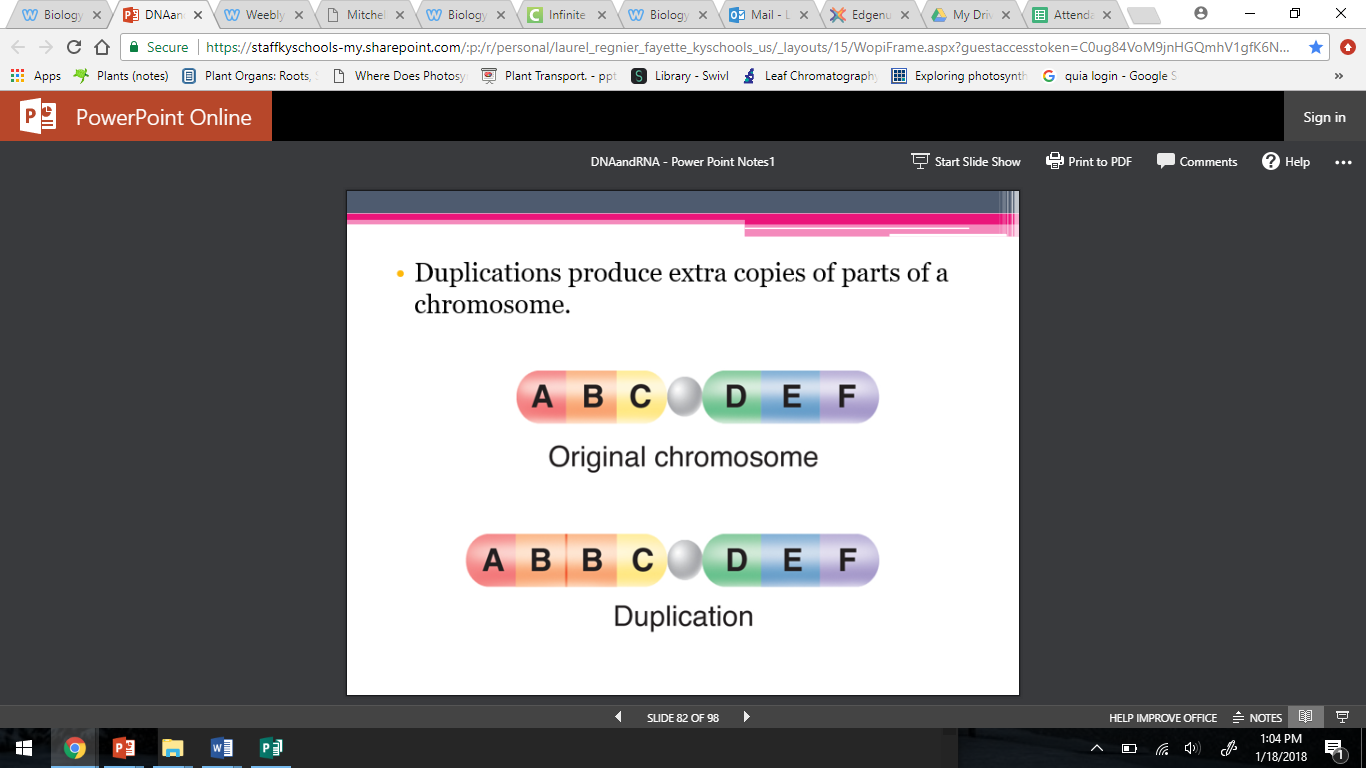 Biology
DNAan
Weekly
Mitchel
Biology
Infinite
Biology
Mail - L
Edgenu
My Driv
Attenda
Secure
https://staffkyschools-my.sharepoint.com/:p:/r/personal/laurel_regnier_fayette_kyschools_us/_layouts/15/WopiFrame.aspx?guestaccesstoken=C0ug84VoM9jnHGQmhV1gfK6N...
Apps
Plants (notes)
Plant Organs: Roots,
Where Does Photosy
Plant Transport. - ppt
Library - Swivl
Leaf Chromatography
Exploring photosynth
quia login - Google S
PowerPoint Online
Sign in
DNAandRNA - Power Point Notes1
Start Slide Show
Print to PDF
Comments
Help
• Duplications produce extra copies of parts of a
chromosome.
A B C D E F
Original chromosome
A B B C D E F
Duplication
SLIDE 82 OF 98
HELP IMPROVE OFFICE
NOTES
1:04 PM
1/18/2018
1